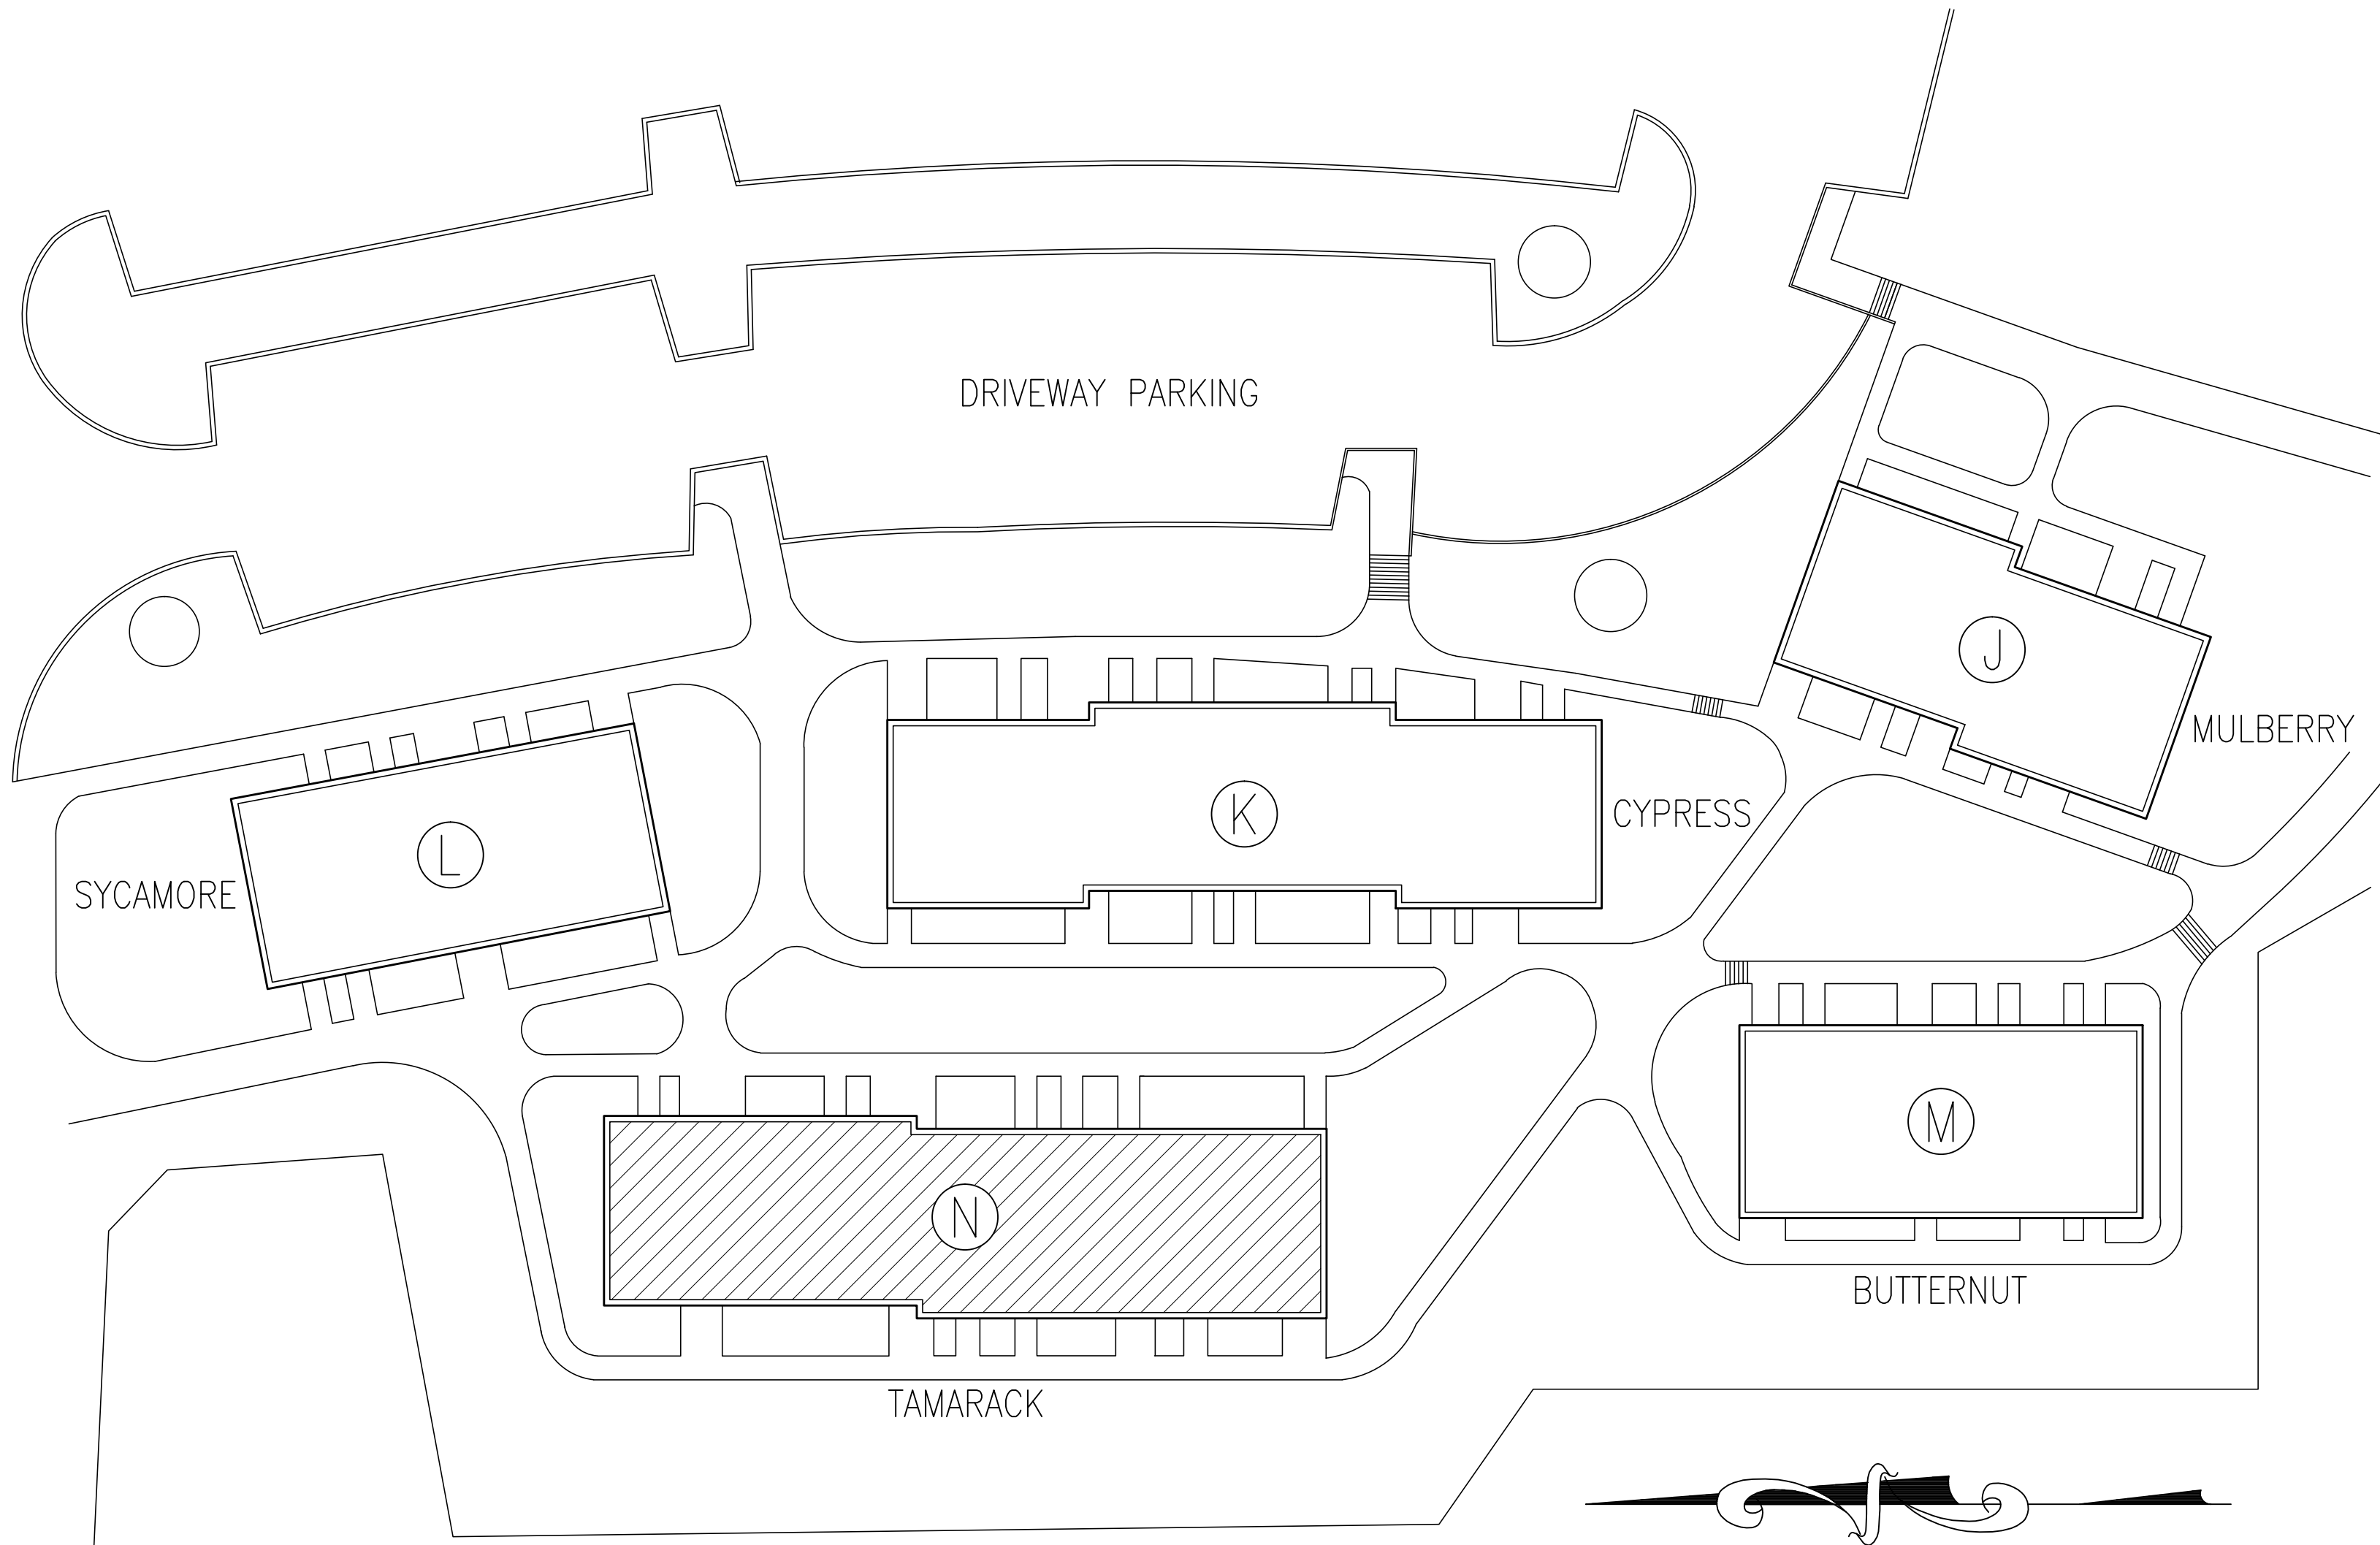 DRIVEWAY PARKING
J
MULBERRY
K
CYPRESS
L
SYCAMORE
M
N
BUTTERNUT
TAMARACK
N